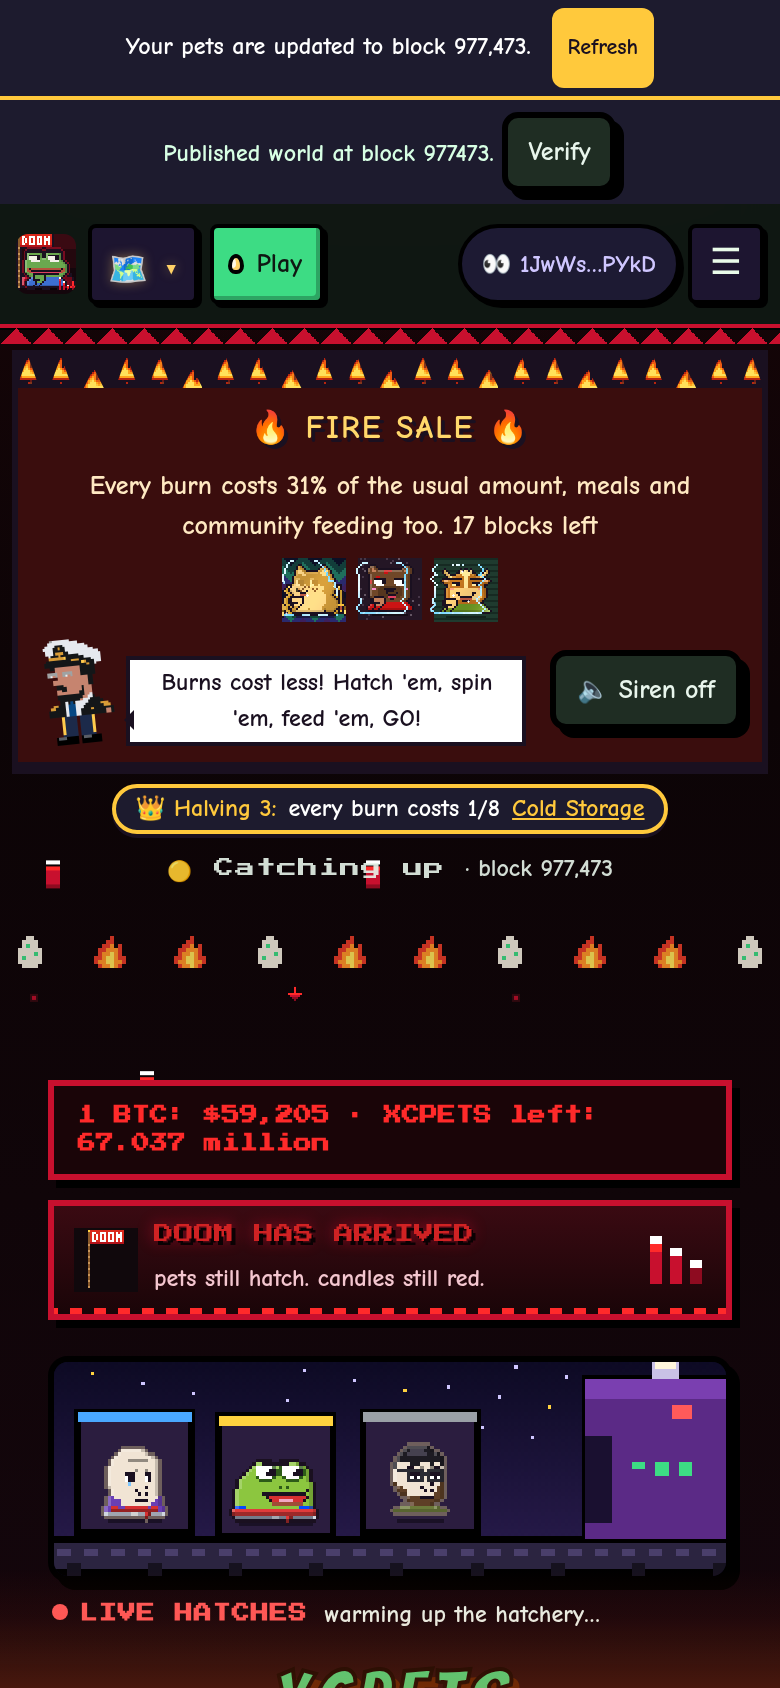 Your pets are updated to block 977,473.
Refresh
Published world at block 977473.
Verify
DOOM
Play
1JwWs...PYkD
FIRE SALE
Every burn costs 31% of the usual amount, meals and
community feeding too. 17 blocks left
Burns cost less! Hatch 'em, spin
'em, feed 'em, GO!
Siren off
Halving 3: every burn costs 1/8 Cold Storage
Catching up · block 977,473
1 BTC: $59,205 · XCPETS left:
67.037 million
DOOM
DOOM HAS ARRIVED
pets still hatch. candles still red.
LIVE HATCHES warming up the hatchery...
XCPETS